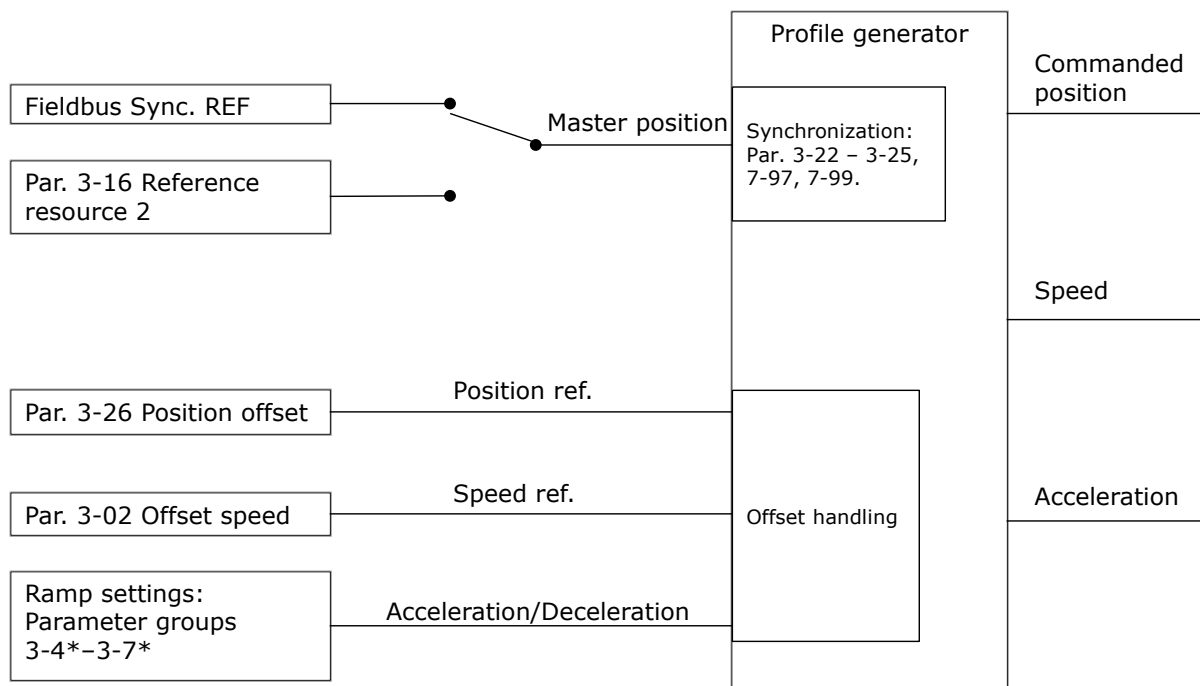 Profile generator
Commanded
position
Fieldbus Sync. REF
Master position
Synchronization:
Par. 3-22 – 3-25,
7-97, 7-99.
Par. 3-16 Reference
resource 2
Speed
Position ref.
Par. 3-26 Position offset
Speed ref.
Acceleration
Par. 3-02 Offset speed
Offset handling
Ramp settings:
Parameter groups
3-4*–3-7*
Acceleration/Deceleration